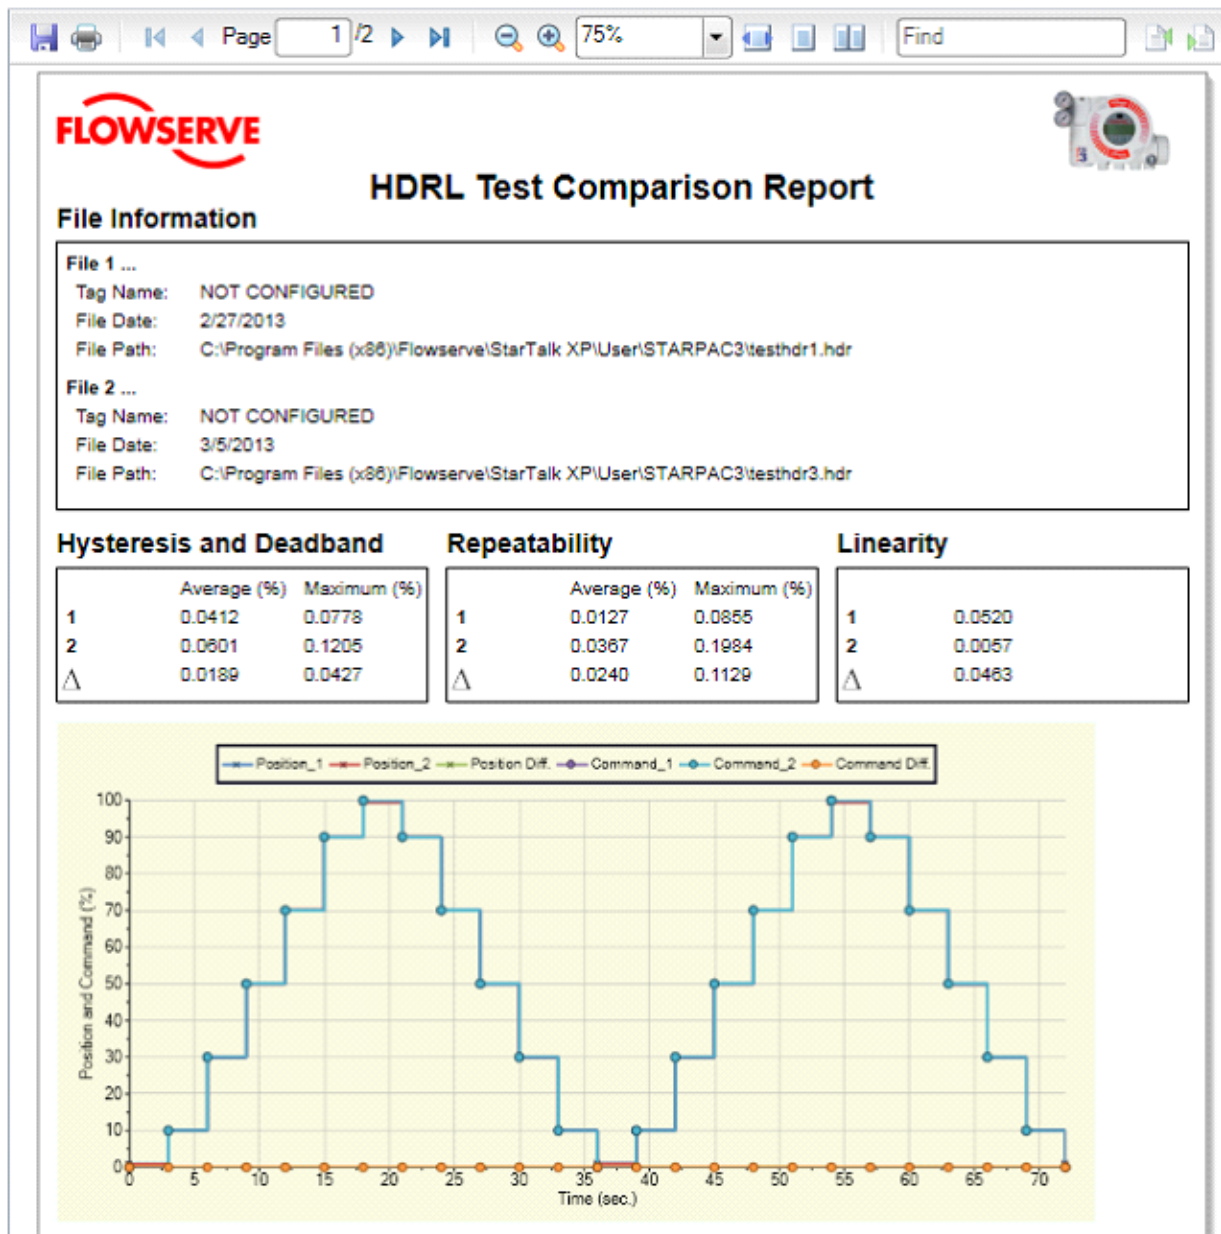 Page 1 /2 75% Find
FLOWSERVE
HDRL Test Comparison Report
File Information
File 1 ...
Tag Name: NOT CONFIGURED
File Date: 2/27/2013
File Path: C:\Program Files (x86)\Flowserve\StarTalk XP\User\STARPAC3\testhdr1.hdr
File 2 ...
Tag Name: NOT CONFIGURED
File Date: 3/5/2013
File Path: C:\Program Files (x86)\Flowserve\StarTalk XP\User\STARPAC3\testhdr3.hdr
Hysteresis and Deadband Repeatability Linearity
Average (%) Maximum (%) Average (%) Maximum (%)
1 0.0412 0.0778 1 0.0127 0.0855 1 0.0520
2 0.0601 0.1205 2 0.0367 0.1984 2 0.0057
Δ 0.0189 0.0427 Δ 0.0240 0.1129 Δ 0.0463
Position_1 Position_2 Position Diff. Command_1 Command_2 Command Diff.
Position and Command (%)
100
90
80
70
60
50
40
30
20
10
0
0 5 10 15 20 25 30 35 40 45 50 55 60 65 70
Time (sec.)